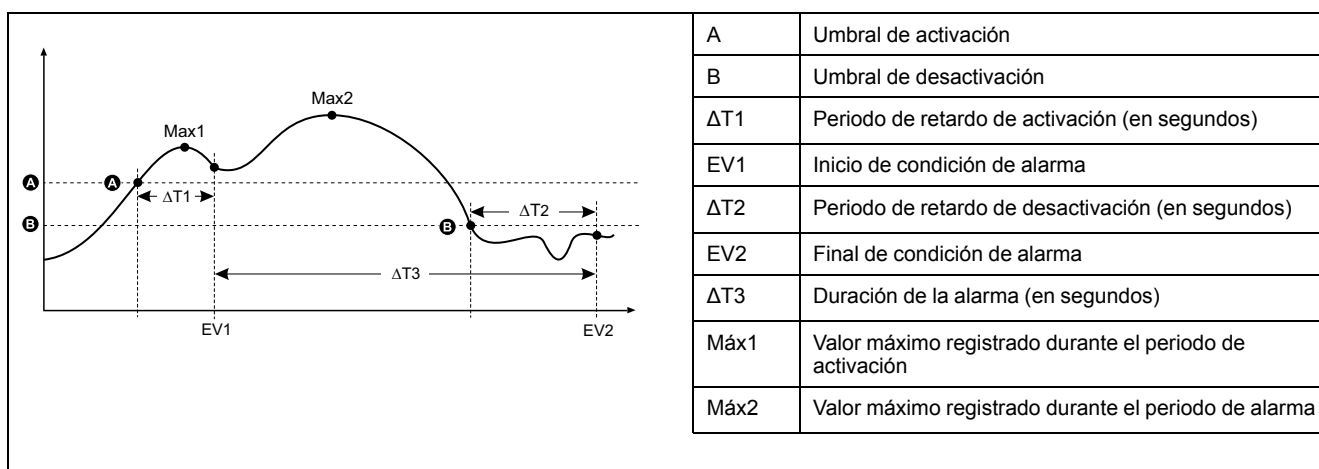 Max1
Max2
A
A
ΔT1
B
B
ΔT2
ΔT3
EV1
EV2
A Umbral de activación
B Umbral de desactivación
ΔT1 Periodo de retardo de activación (en segundos)
EV1 Inicio de condición de alarma
ΔT2 Periodo de retardo de desactivación (en segundos)
EV2 Final de condición de alarma
ΔT3 Duración de la alarma (en segundos)
Máx1 Valor máximo registrado durante el periodo de
activación
Máx2 Valor máximo registrado durante el periodo de alarma